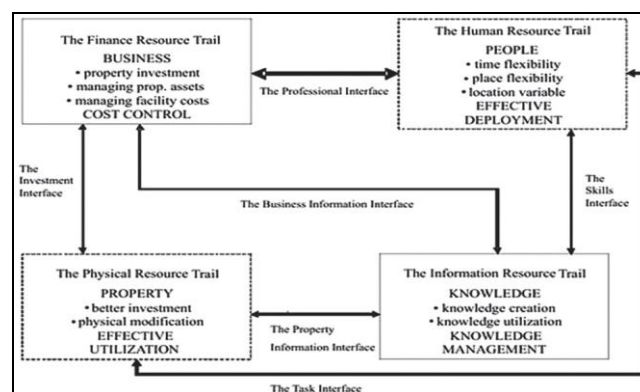 The Finance Resource Trail
BUSINESS
• property investment
• managing prop. assets
• managing facility costs
COST CONTROL
The Human Resource Trail
PEOPLE
• time flexibility
• place flexibility
• location variable
EFFECTIVE
DEPLOYMENT
The Professional Interface
The
Investment
Interface
The
Skills
Interface
The Business Information Interface
The Physical Resource Trail
PROPERTY
• better investment
• physical modification
EFFECTIVE
UTILIZATION
The Information Resource Trail
KNOWLEDGE
• knowledge creation
• knowledge utilization
KNOWLEDGE
MANAGEMENT
The Property
Information Interface
The Task Interface